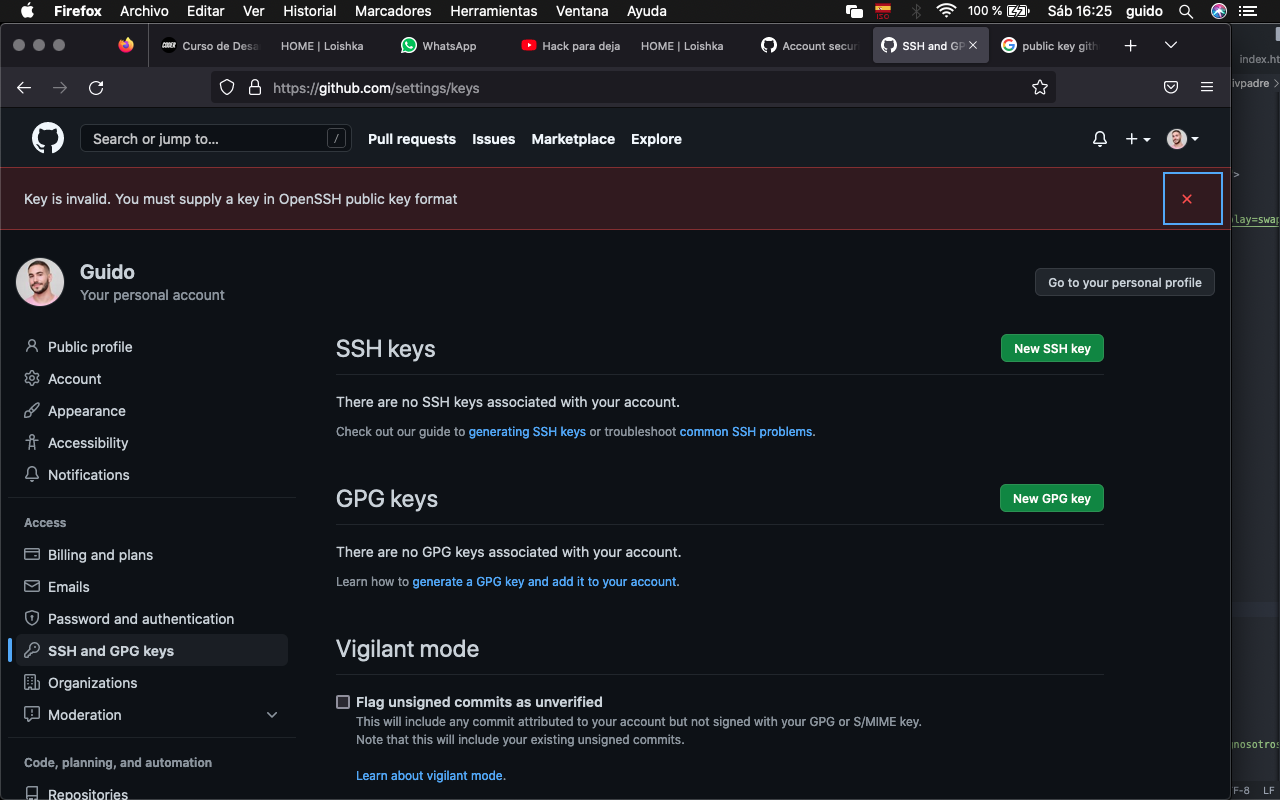 Firefox Archivo Editar Ver Historial Marcadores Herramientas Ventana Ayuda 100 % Sáb 16:25 guido
CODER Curso de Desa HOME | Loishka WhatsApp Hack para deja HOME | Loishka Account secur SSH and GP public key gith
index.ht
https://github.com/settings/keys
ivpadre >
Search or jump to... / Pull requests Issues Marketplace Explore
/>
Key is invalid. You must supply a key in OpenSSH public key format
play=swap
Guido
Your personal account
Go to your personal profile
Public profile
Account
Appearance
Accessibility
Notifications
Access
Billing and plans
Emails
Password and authentication
SSH and GPG keys
Organizations
Moderation
Code, planning, and automation
Repositories
SSH keys
New SSH key
There are no SSH keys associated with your account.
Check out our guide to generating SSH keys or troubleshoot common SSH problems.
GPG keys
New GPG key
There are no GPG keys associated with your account.
Learn how to generate a GPG key and add it to your account.
Vigilant mode
Flag unsigned commits as unverified
This will include any commit attributed to your account but not signed with your GPG or S/MIME key.
Note that this will include your existing unsigned commits.
Learn about vigilant mode.
nosotros
F-8 LF